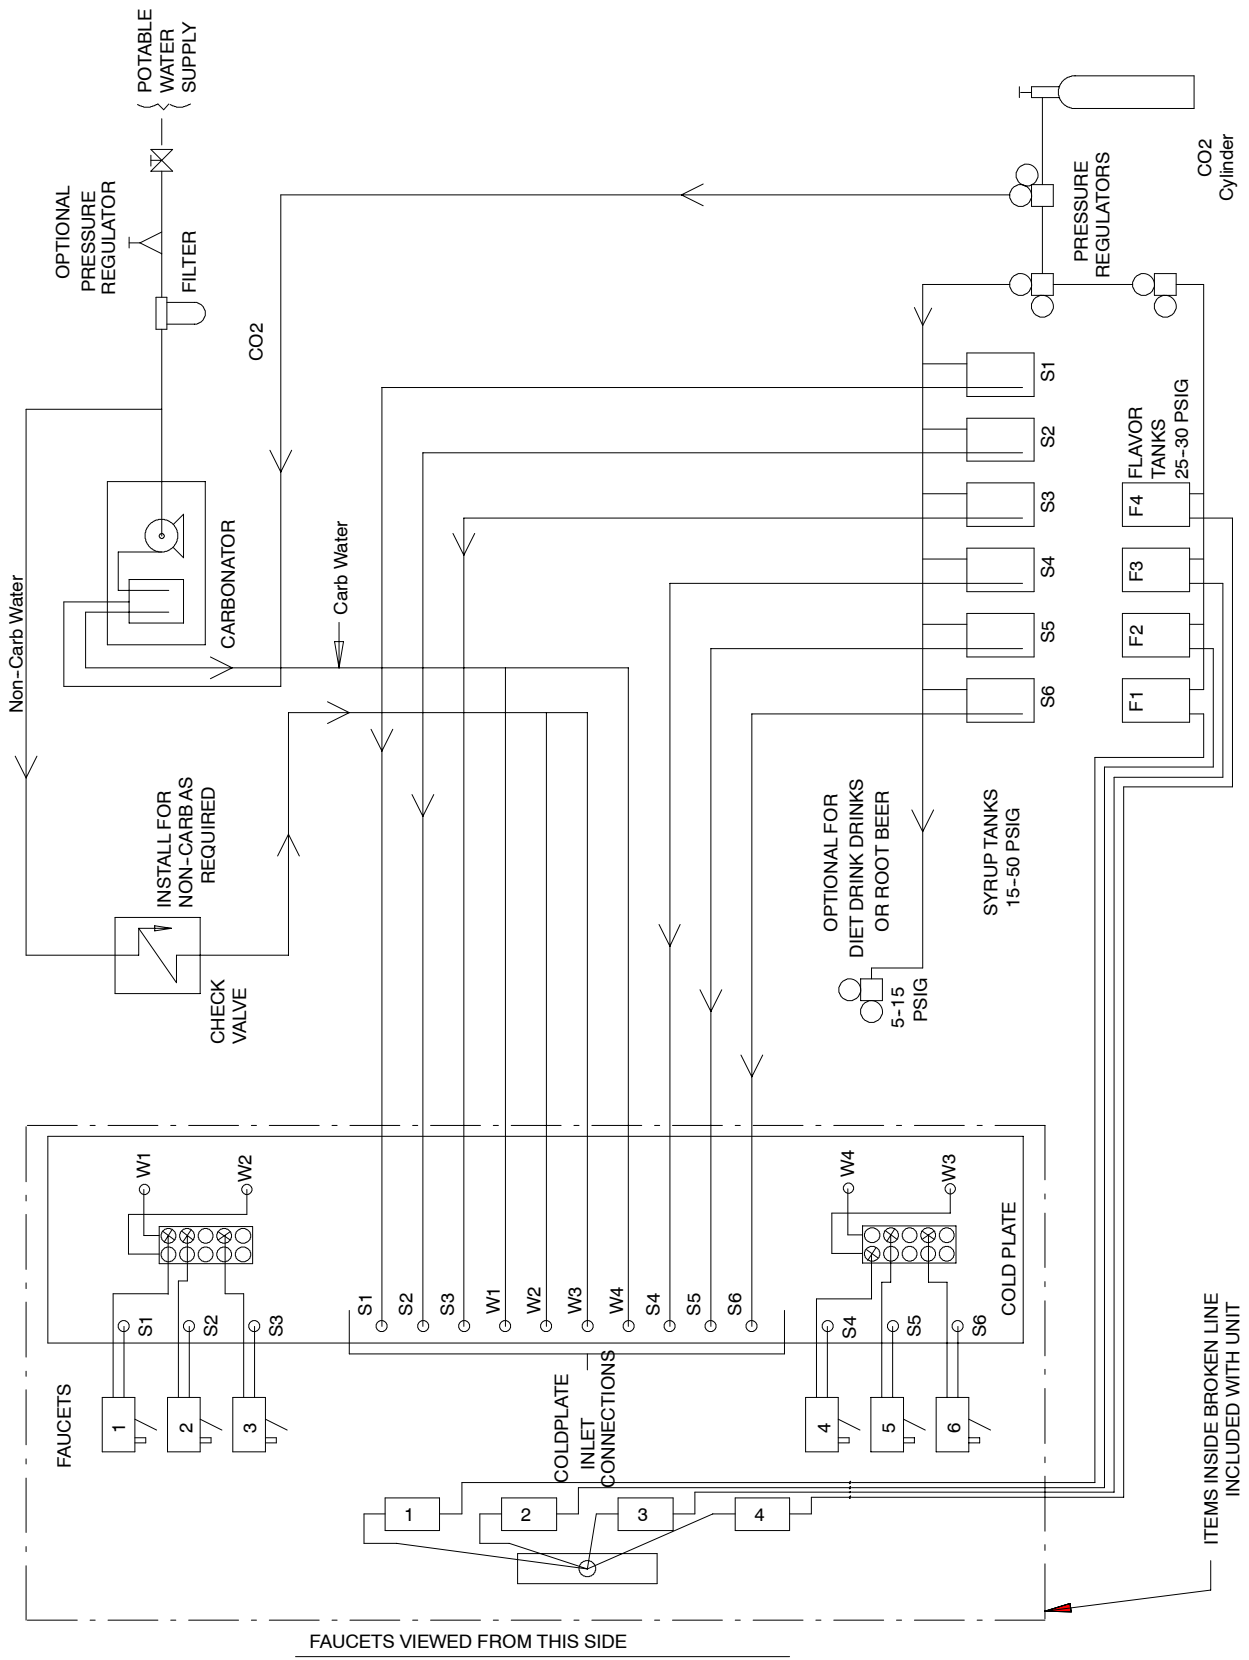 POTABLE
WATER
SUPPLY
OPTIONAL
PRESSURE
REGULATOR
FILTER
CO2
Non-Carb Water
CARBONATOR
Carb Water
INSTALL FOR
NON-CARB AS
REQUIRED
CHECK
VALVE
CO2
Cylinder
PRESSURE
REGULATORS
S1
S2
S3
S4
S5
S6
FLAVOR
TANKS
25-30 PSIG
F4
F3
F2
F1
SYRUP TANKS
15-50 PSIG
OPTIONAL FOR
DIET DRINK DRINKS
OR ROOT BEER
5-15
PSIG
W1
W2
W4
W3
COLD PLATE
S1
S2
S3
S1
S2
S3
W1
W2
W3
W4
S4
S5
S6
S4
S5
S6
FAUCETS
1
2
3
COLDPLATE
INLET
CONNECTIONS
4
5
6
1
2
3
4
ITEMS INSIDE BROKEN LINE
INCLUDED WITH UNIT
FAUCETS VIEWED FROM THIS SIDE